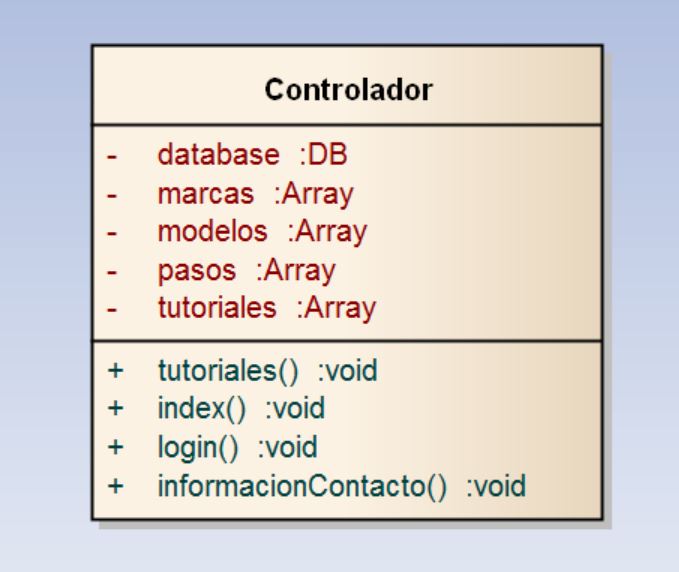 Controlador
- database :DB
- marcas :Array
- modelos :Array
- pasos :Array
- tutoriales :Array
+ tutoriales() :void
+ index() :void
+ login() :void
+ informacionContacto() :void